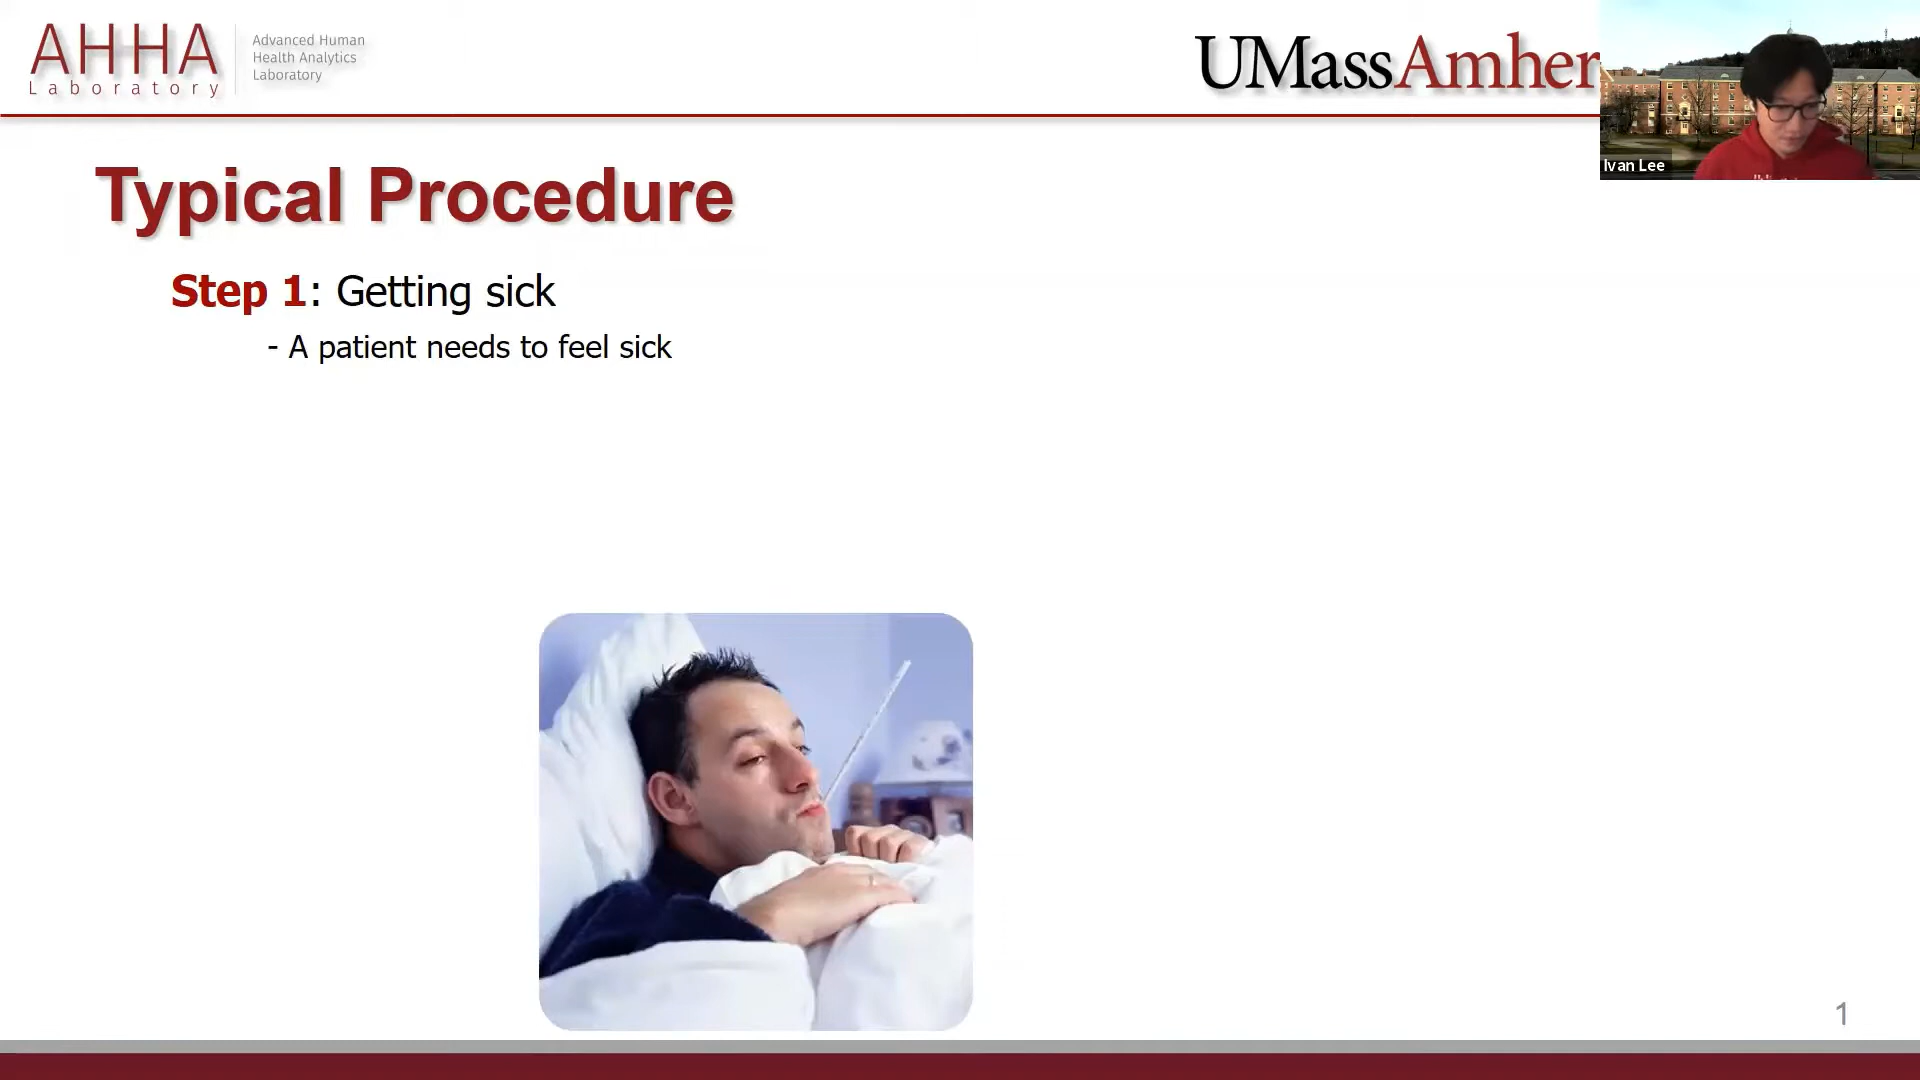 AHHA
Laboratory
Advanced Human
Health Analytics
Laboratory
UMassAmher
Ivan Lee
Typical Procedure
Step 1: Getting sick
- A patient needs to feel sick
1